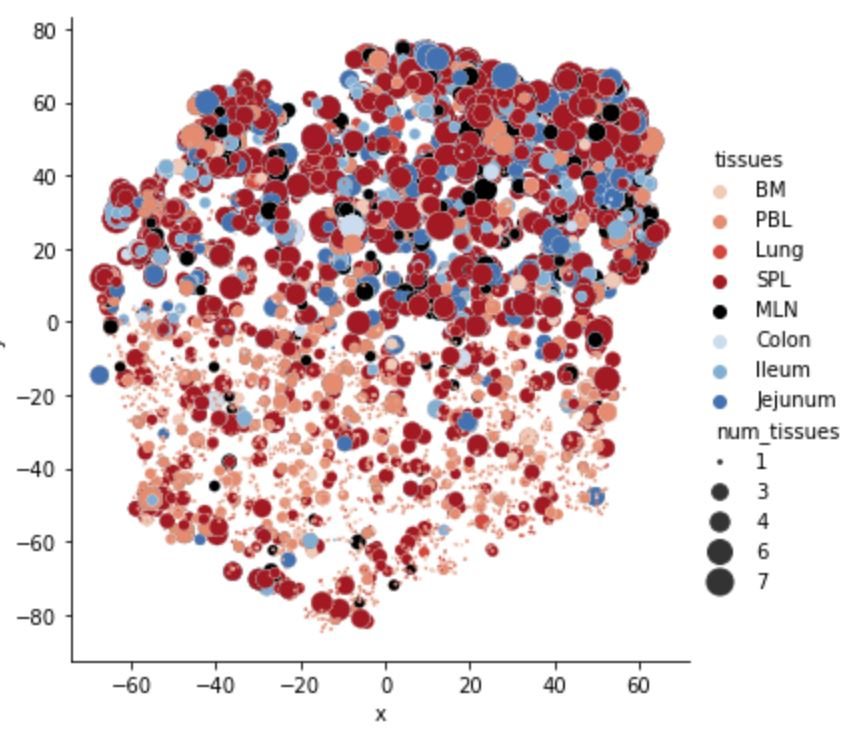 80
60
40
20
0
−20
−40
−60
−80
−60 −40 −20 0 20 40 60
x
tissues
BM
PBL
Lung
SPL
MLN
Colon
Ileum
Jejunum
num_tissues
1
3
4
6
7